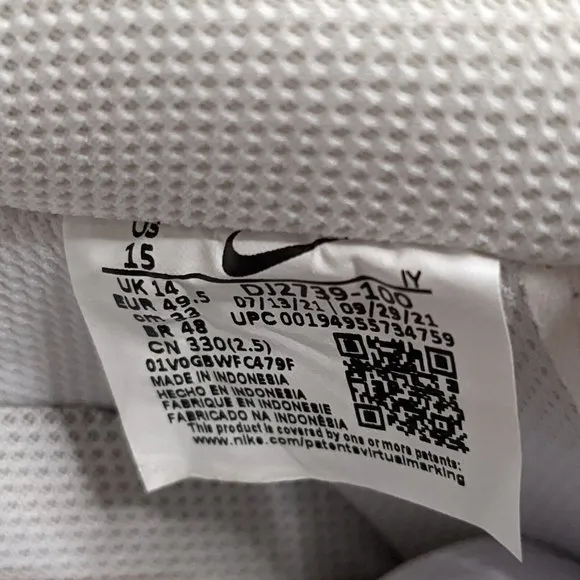 US
15
IY
UK 14
DJ2739-100
EUR 49.5
07/13/21 09/29/21
cm 33
UPC 00194955734759
BR 48
CN 330(2.5)
01V0GBWFC479F
MADE IN INDONESIA
HECHO EN INDONESIA
FABRIQUE EN INDONESIE
FABRICADO NA INDONESIA
This product is covered by one or more patents:
www.nike.com/patentsvirtualmarking